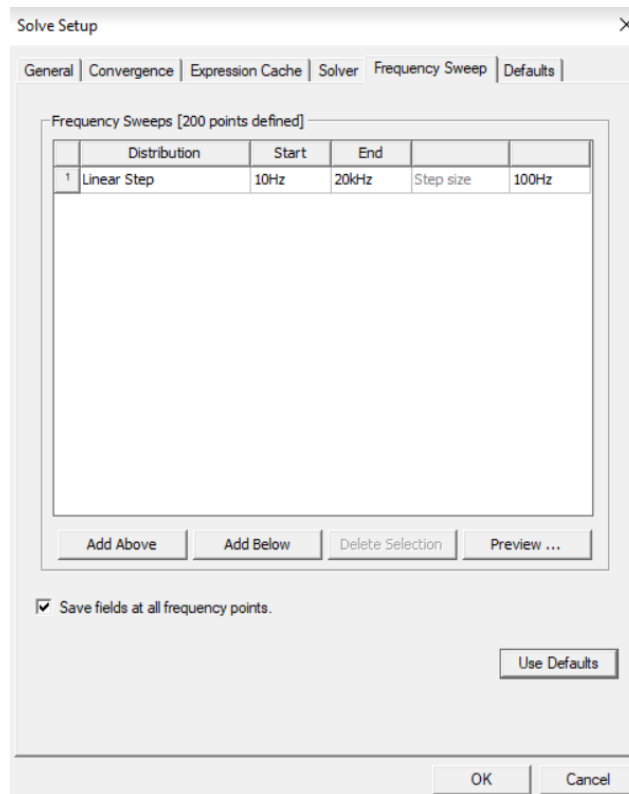 Solve Setup
General Convergence Expression Cache Solver Frequency Sweep Defaults
Frequency Sweeps [200 points defined]
Distribution Start End
1 Linear Step 10Hz 20kHz Step size 100Hz
Add Above Add Below Delete Selection Preview ...
Save fields at all frequency points.
Use Defaults
OK Cancel